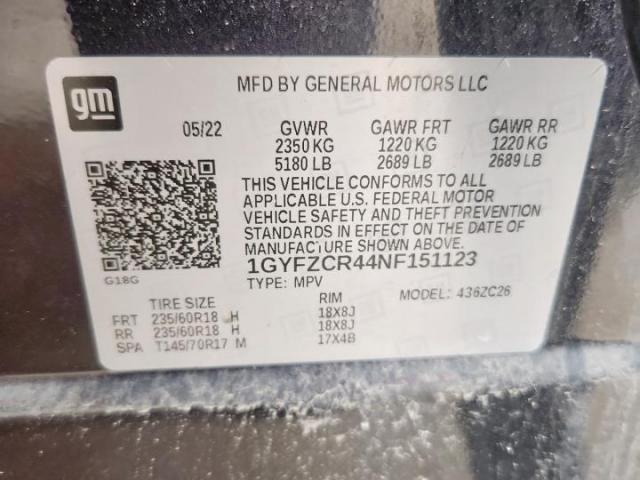 gm
MFD BY GENERAL MOTORS LLC
05/22 GVWR GAWR FRT GAWR RR
2350 KG 1220 KG 1220 KG
5180 LB 2689 LB 2689 LB
THIS VEHICLE CONFORMS TO ALL
APPLICABLE U.S. FEDERAL MOTOR
VEHICLE SAFETY AND THEFT PREVENTION
STANDARDS IN EFFECT ON THE DATE
OF MANUFACTURE SHOWN ABOVE.
1GYFZCR44NF151123
G18G
TYPE: MPV MODEL: 436ZC26
TIRE SIZE RIM
FRT 235/60R18 H 18X8J
RR 235/60R18 H 18X8J
SPA T145/70R17 M 17X4B